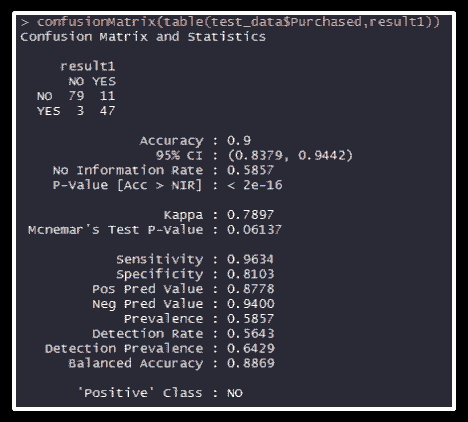 > confusionMatrix(table(test_data$Purchased,result1))
Confusion Matrix and Statistics
result1
NO YES
NO 79 11
YES 3 47
Accuracy : 0.9
95% CI : (0.8379, 0.9442)
No Information Rate : 0.5857
P-Value [Acc > NIR] : < 2e-16
Kappa : 0.7897
Mcnemar's Test P-Value : 0.06137
Sensitivity : 0.9634
Specificity : 0.8103
Pos Pred Value : 0.8778
Neg Pred Value : 0.9400
Prevalence : 0.5857
Detection Rate : 0.5643
Detection Prevalence : 0.6429
Balanced Accuracy : 0.8869
'Positive' Class : NO